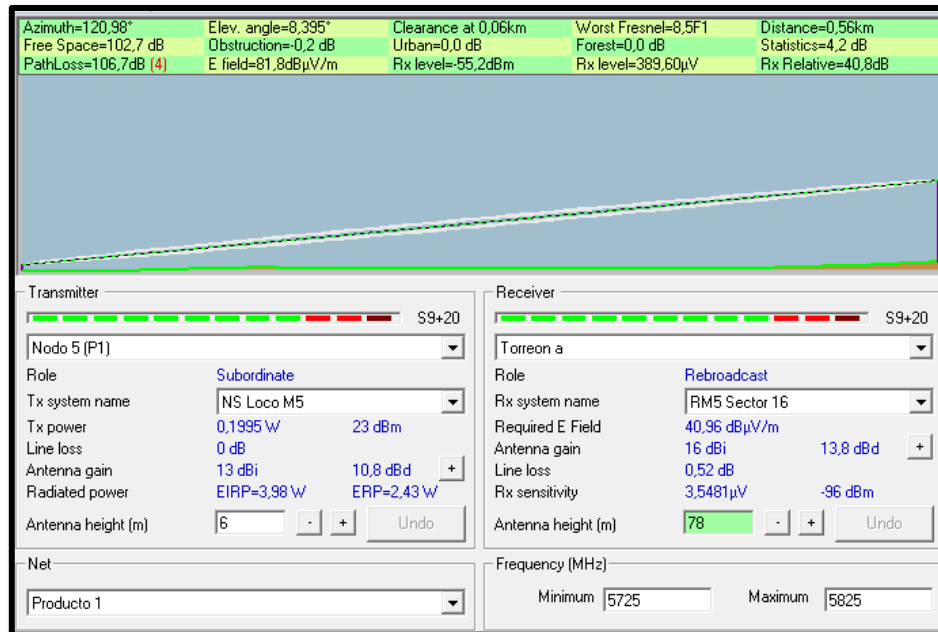 Azimuth=120,98° Elev. angle=8,395° Clearance at 0,06km Worst Fresnel=8,5F1 Distance=0,56km
Free Space=102,7 dB Obstruction=-0,2 dB Urban=0,0 dB Forest=0,0 dB Statistics=4,2 dB
PathLoss=106,7dB (4) E field=81,8dBµV/m Rx level=-55,2dBm Rx level=389,60µV Rx Relative=40,8dB
Transmitter
S9+20
Nodo 5 (P1)
Role Subordinate
Tx system name NS Loco M5
Tx power 0,1995 W 23 dBm
Line loss 0 dB
Antenna gain 13 dBi 10,8 dBd +
Radiated power EIRP=3,98 W ERP=2,43 W
Antenna height (m) 6 - + Undo
Net
Producto 1
Receiver
S9+20
Torreon a
Role Rebroadcast
Rx system name RM5 Sector 16
Required E Field 40,96 dBµV/m
Antenna gain 16 dBi 13,8 dBd +
Line loss 0,52 dB
Rx sensitivity 3,5481µV -96 dBm
Antenna height (m) 78 - + Undo
Frequency (MHz)
Minimum 5725 Maximum 5825